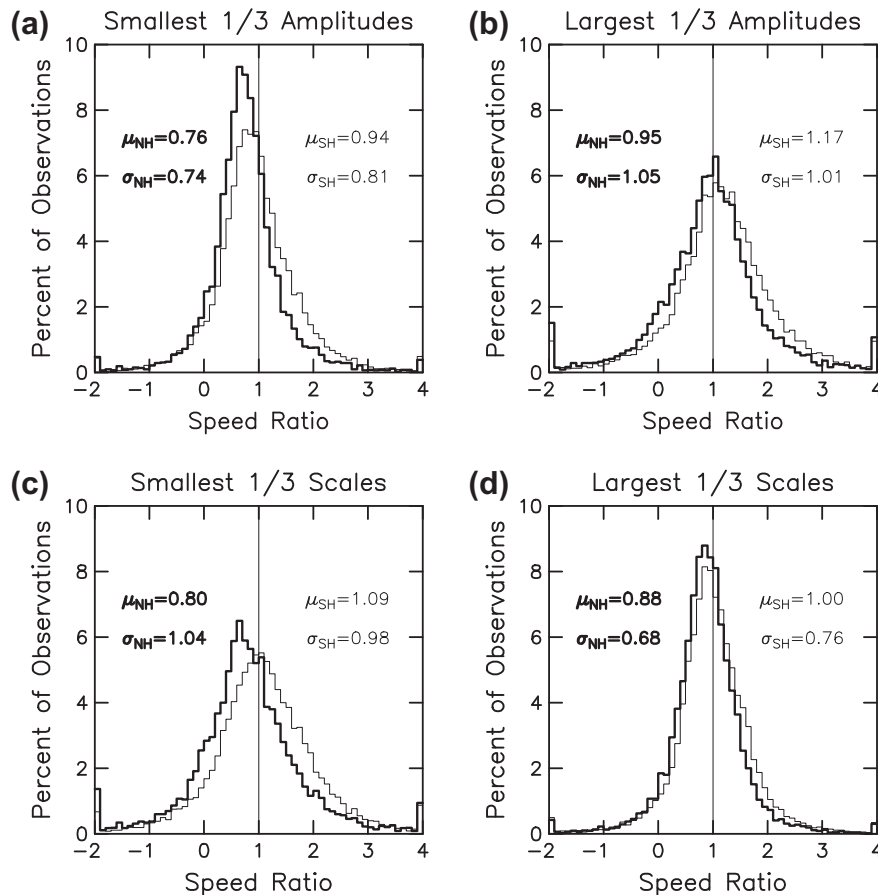 (a) Smallest 1/3 Amplitudes
Percent of Observations
10
8
6
4
2
0
μNH=0.76
σNH=0.74
μSH=0.94
σSH=0.81
−2 −1 0 1 2 3 4
Speed Ratio
(b) Largest 1/3 Amplitudes
Percent of Observations
10
8
6
4
2
0
μNH=0.95
σNH=1.05
μSH=1.17
σSH=1.01
−2 −1 0 1 2 3 4
Speed Ratio
(c) Smallest 1/3 Scales
Percent of Observations
10
8
6
4
2
0
μNH=0.80
σNH=1.04
μSH=1.09
σSH=0.98
−2 −1 0 1 2 3 4
Speed Ratio
(d) Largest 1/3 Scales
Percent of Observations
10
8
6
4
2
0
μNH=0.88
σNH=0.68
μSH=1.00
σSH=0.76
−2 −1 0 1 2 3 4
Speed Ratio